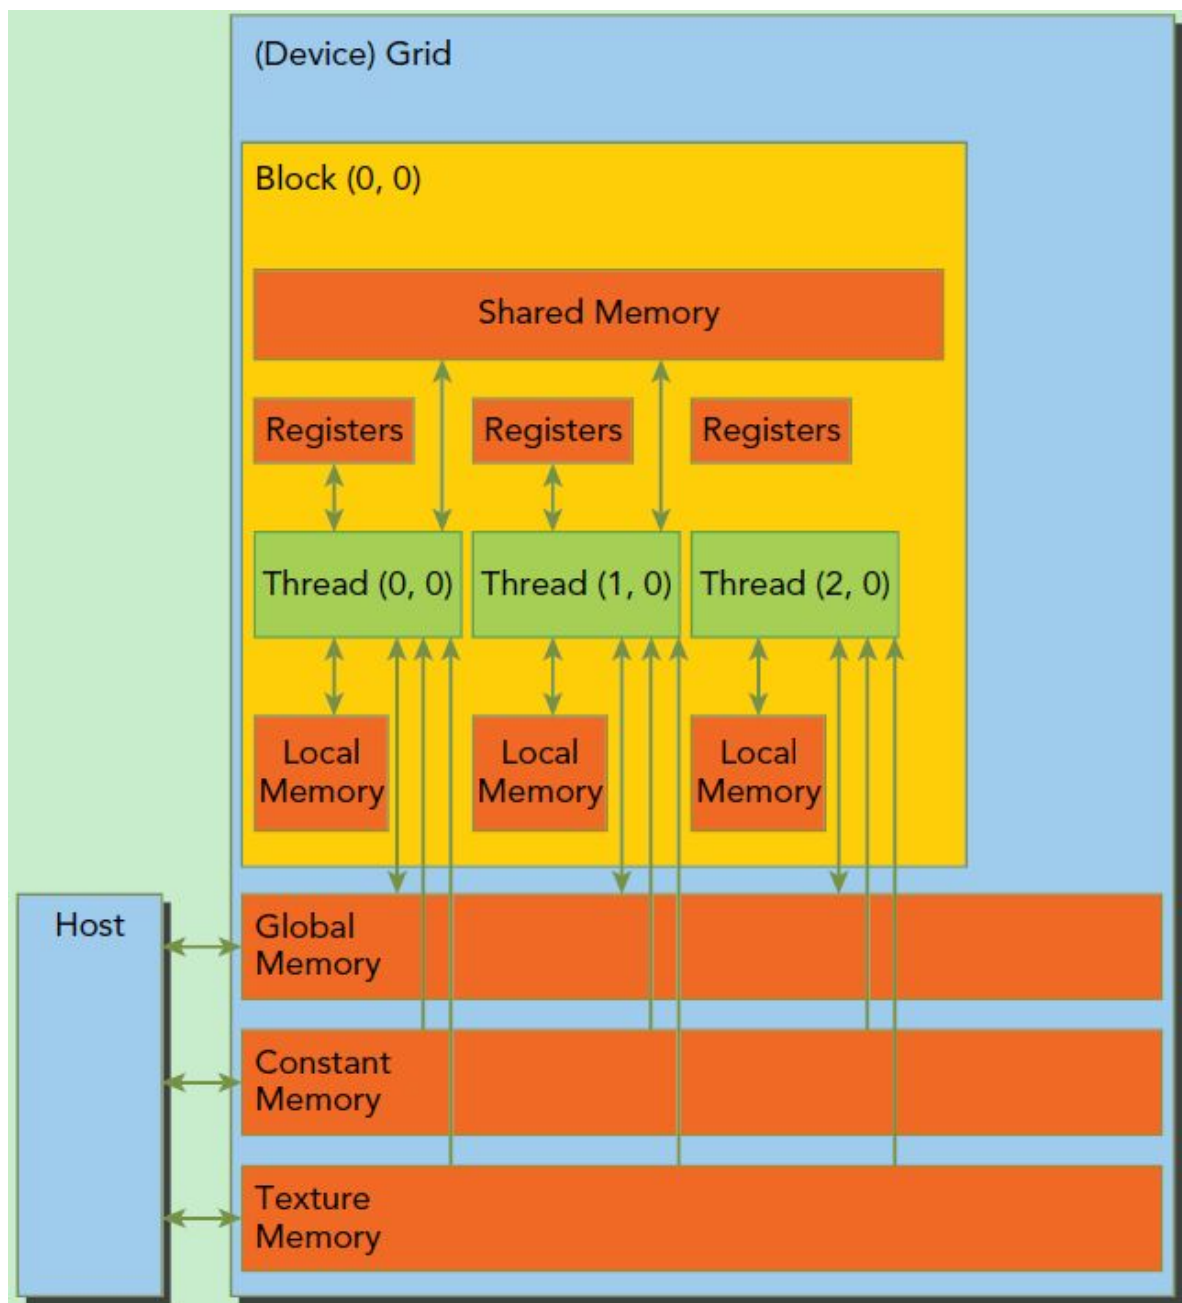 (Device) Grid
Block (0, 0)
Shared Memory
Registers
Registers
Registers
Thread (0, 0)
Thread (1, 0)
Thread (2, 0)
Local
Memory
Local
Memory
Local
Memory
Host
Global
Memory
Constant
Memory
Texture
Memory